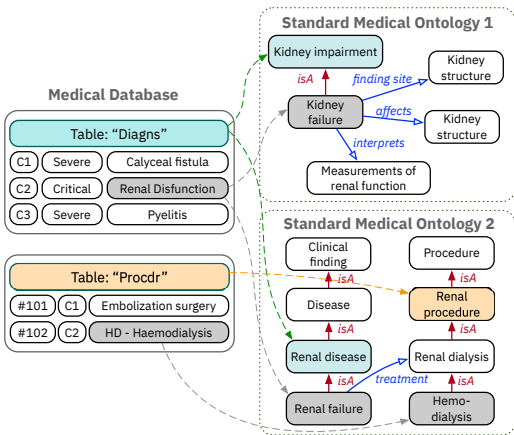 Medical Database
Table: “Diagns”
C1 Severe Calyceal fistula
C2 Critical Renal Disfunction
C3 Severe Pyelitis
Table: “Procdr”
#101 C1 Embolization surgery
#102 C2 HD - Haemodialysis
Standard Medical Ontology 1
Kidney impairment
isA
Kidney
failure
finding site
Kidney
structure
affects
Kidney
structure
interprets
Measurements of
renal function
Standard Medical Ontology 2
Clinical
finding
isA
Disease
isA
Renal disease
isA
Renal failure
treatment
Procedure
isA
Renal
procedure
isA
Renal dialysis
isA
Hemo-
dialysis